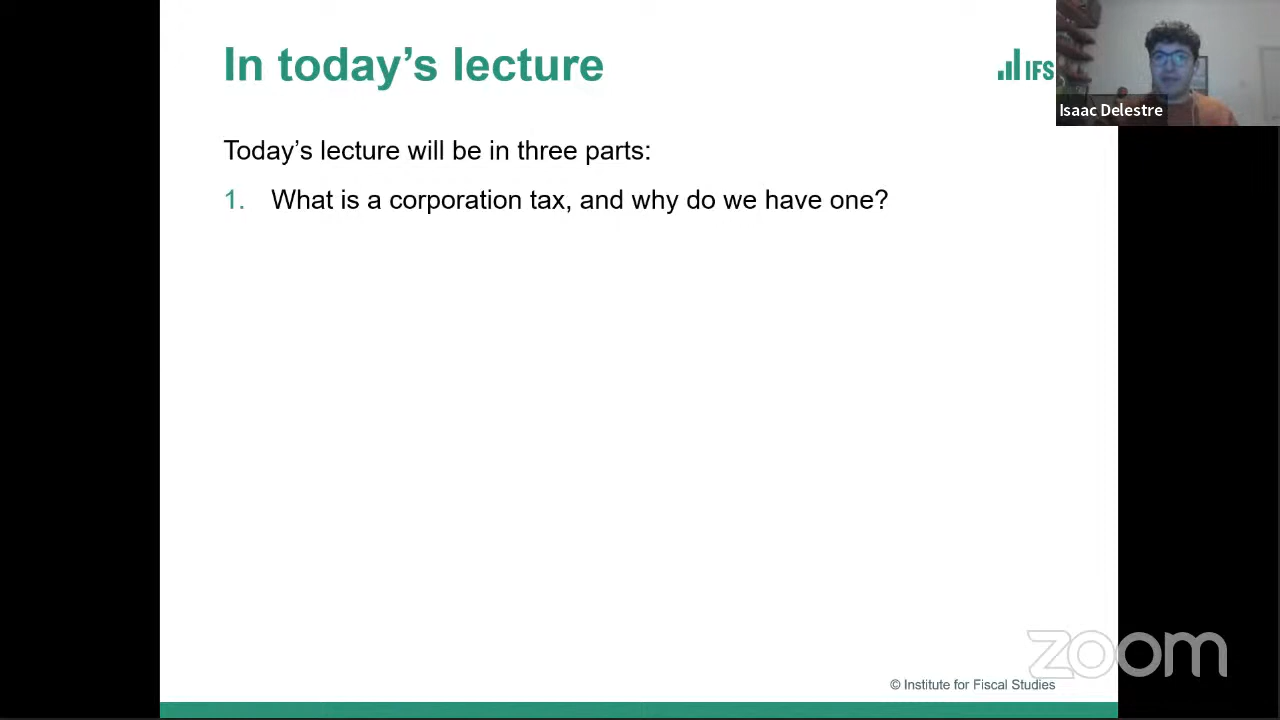 In today's lecture
IFS
Isaac Delestre
Today's lecture will be in three parts:
1. What is a corporation tax, and why do we have one?
zoom
© Institute for Fiscal Studies